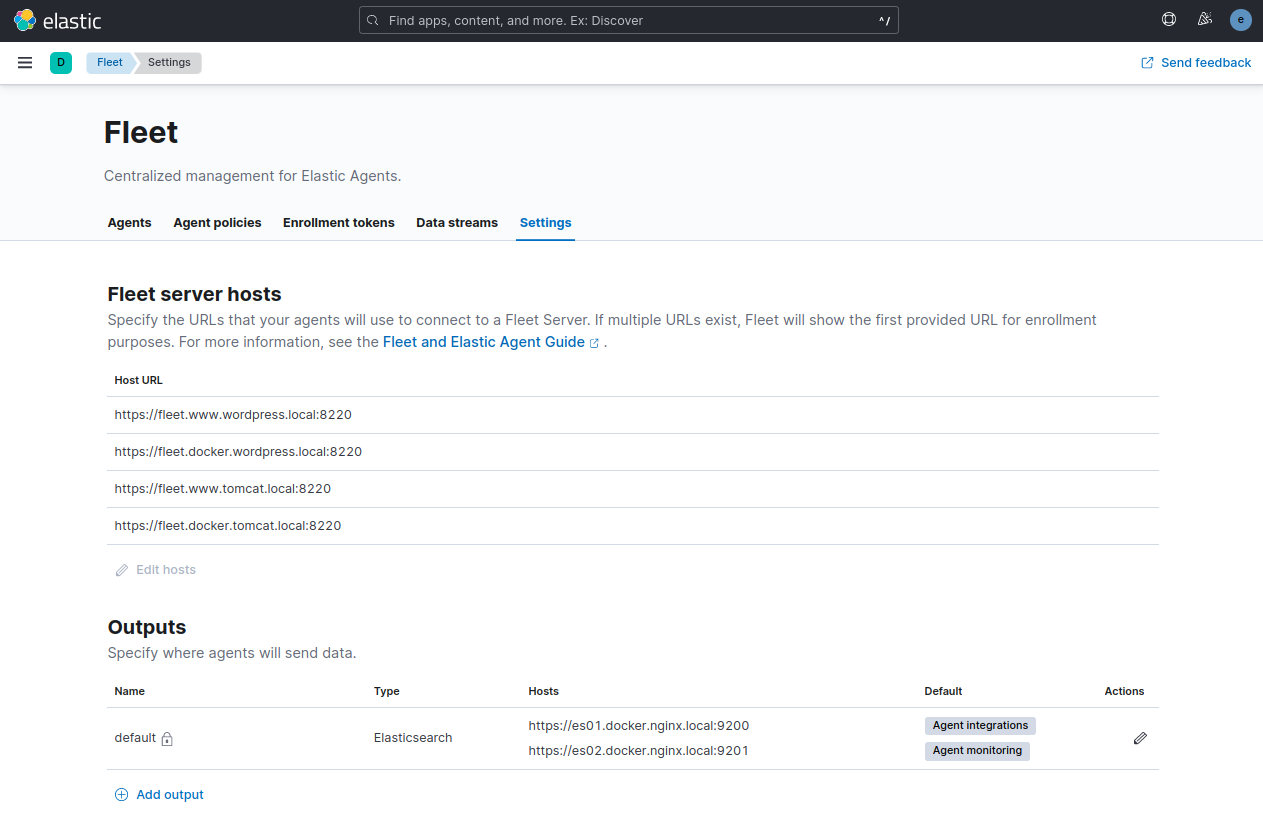 elastic
Find apps, content, and more. Ex: Discover
^/
e
D
Fleet
Settings
Send feedback
Fleet
Centralized management for Elastic Agents.
Agents
Agent policies
Enrollment tokens
Data streams
Settings
Fleet server hosts
Specify the URLs that your agents will use to connect to a Fleet Server. If multiple URLs exist, Fleet will show the first provided URL for enrollment
purposes. For more information, see the Fleet and Elastic Agent Guide .
Host URL
https://fleet.www.wordpress.local:8220
https://fleet.docker.wordpress.local:8220
https://fleet.www.tomcat.local:8220
https://fleet.docker.tomcat.local:8220
Edit hosts
Outputs
Specify where agents will send data.
Name Type Hosts Default Actions
default Elasticsearch
https://es01.docker.nginx.local:9200 Agent integrations
https://es02.docker.nginx.local:9201 Agent monitoring
Add output